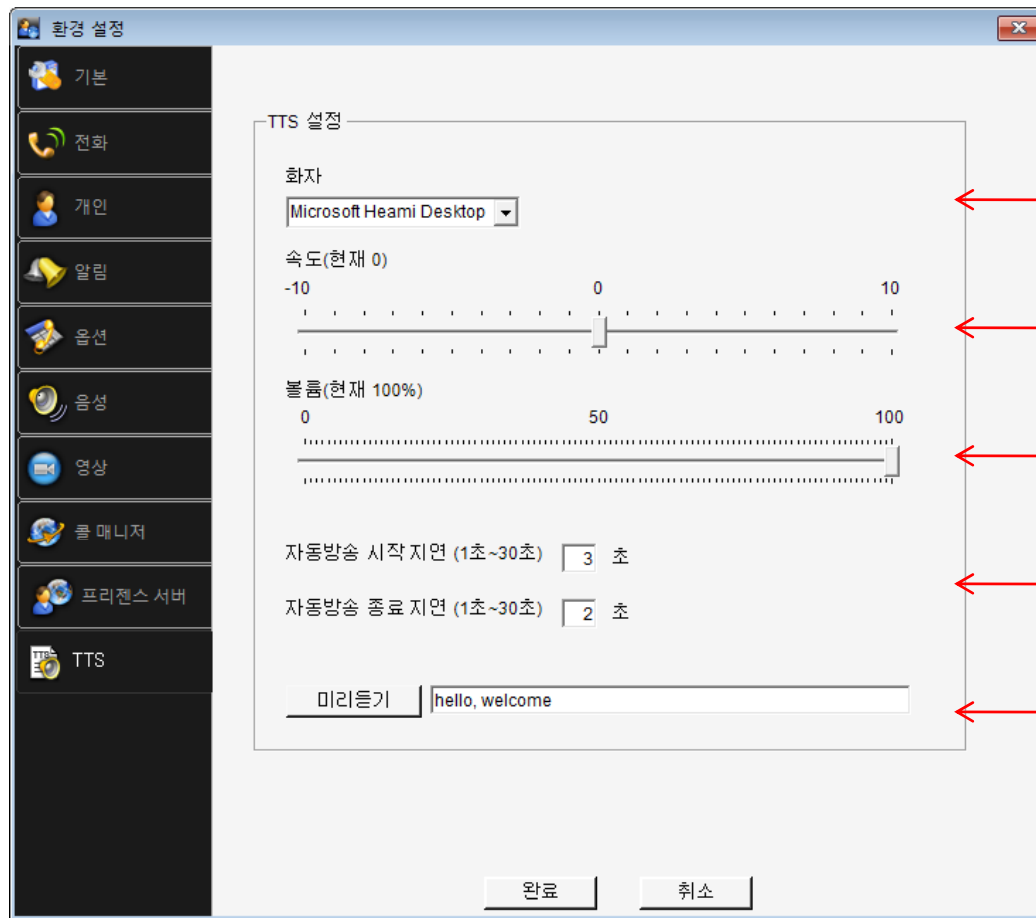 환경 설정
기본
전화
개인
알림
옵션
음성
영상
콜 매니저
프리젠스 서버
TTS
TTS 설정
화자
Microsoft Heami Desktop
속도(현재 0)
-10 0 10
볼륨(현재 100%)
0 50 100
자동방송 시작 지연 (1초~30초) 3 초
자동방송 종료 지연 (1초~30초) 2 초
미리듣기 hello, welcome
완료 취소